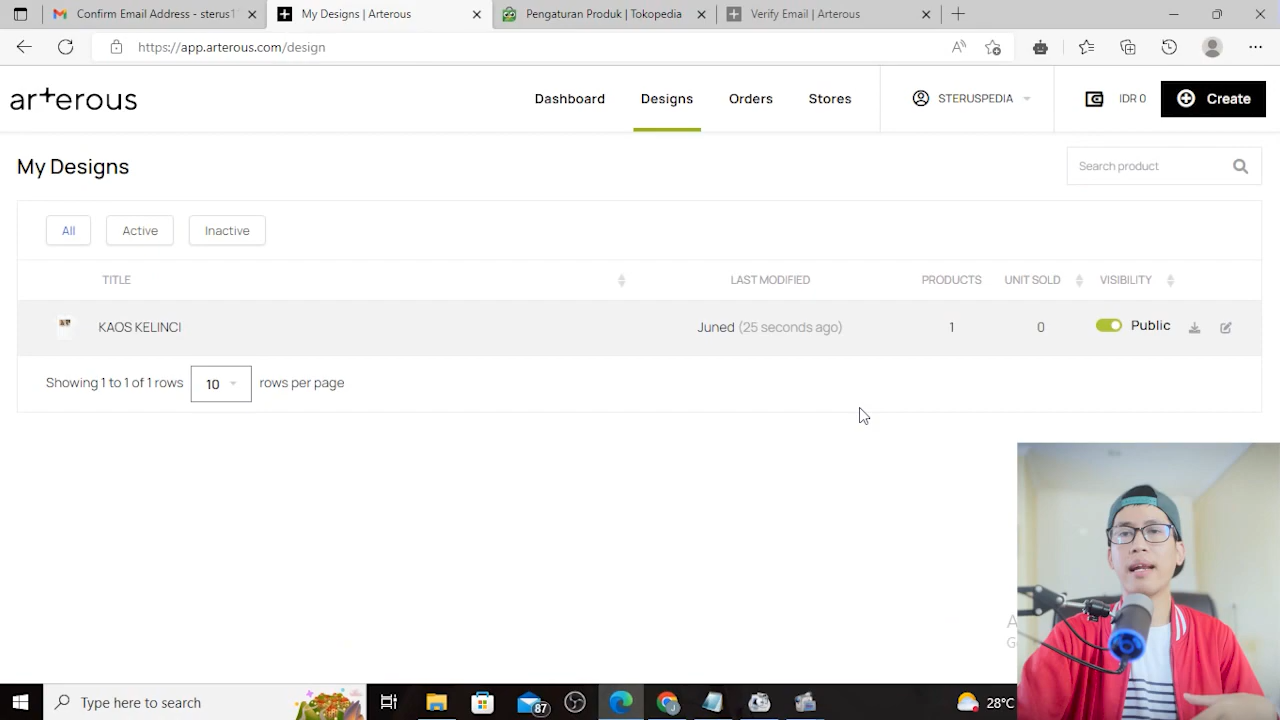 Confirm Email Address - sterus1
My Designs | Arterous
Pengaturan Produk | Tokopedia
Verify Email | Arterous
https://app.arterous.com/design
arterous
Dashboard
Designs
Orders
Stores
STERUSPEDIA
IDR 0
Create
My Designs
Search product
All
Active
Inactive
TITLE
LAST MODIFIED
PRODUCTS
UNIT SOLD
VISIBILITY
KAOS KELINCI
Juned (25 seconds ago)
1
0
Public
Showing 1 to 1 of 1 rows
10
rows per page
Type here to search
87
28°C